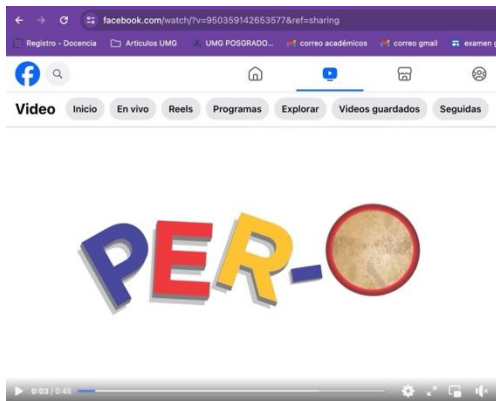 facebook.com/watch/?v=950359142653577&ref=sharing
Registro - Docencia Articulos UMG UMG POSGRADO... correo académicos correo gmail examen
Video Inicio En vivo Reels Programas Explorar Videos guardados Seguidas
PER-O
0:03 / 0:45